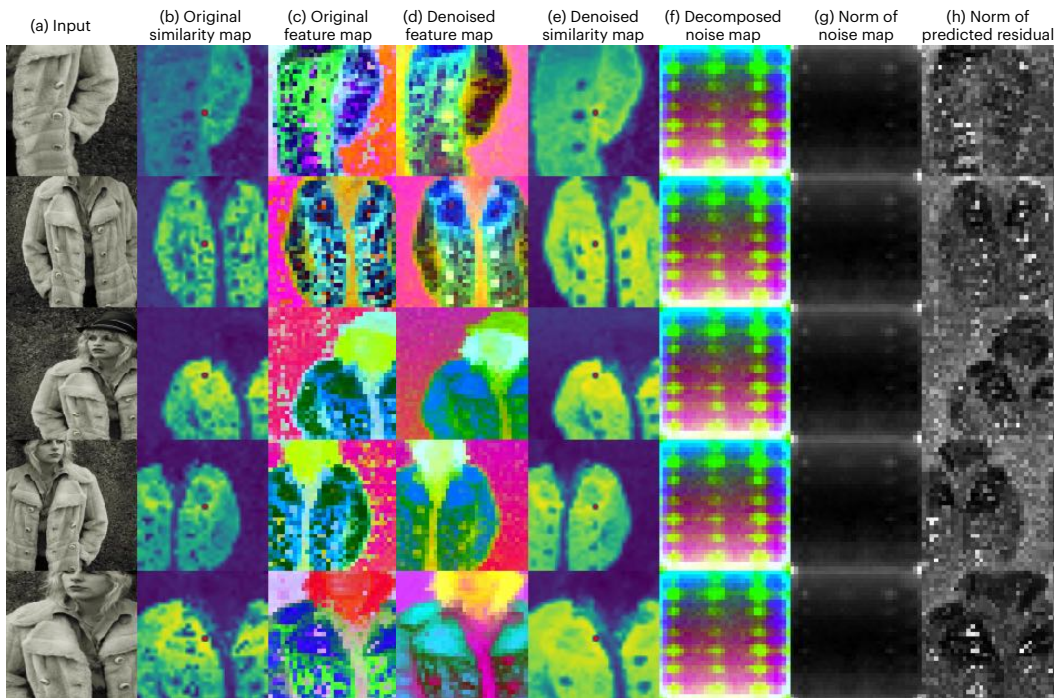 (a) Input
(b) Original
similarity map
(c) Original
feature map
(d) Denoised
feature map
(e) Denoised
similarity map
(f) Decomposed
noise map
(g) Norm of
noise map
(h) Norm of
predicted residual